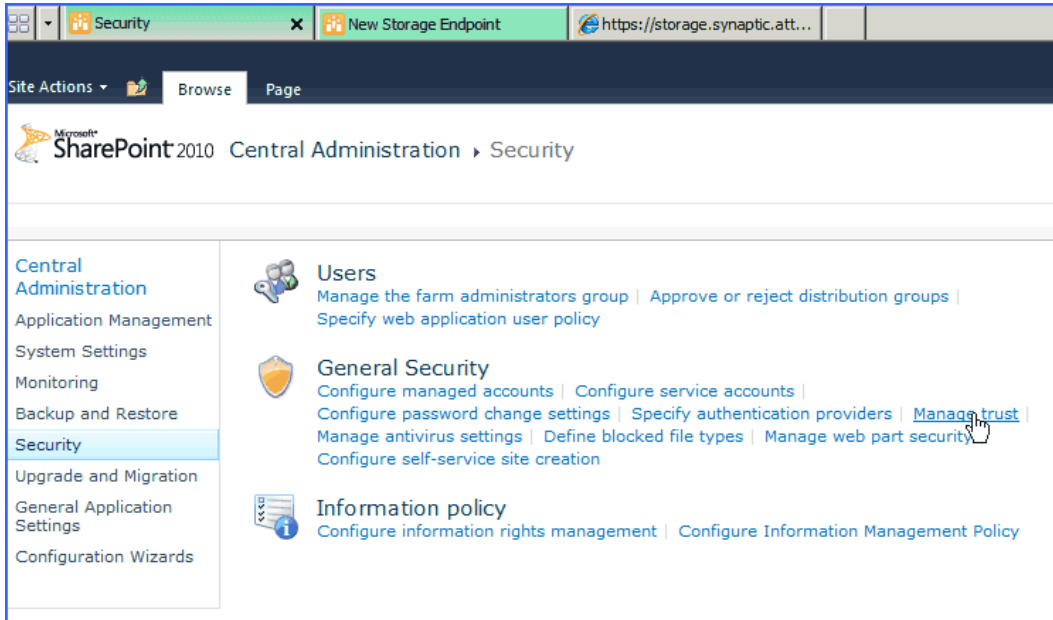 Security
New Storage Endpoint
https://storage.synaptic.att...
Site Actions
Browse
Page
Microsoft®
SharePoint 2010 Central Administration Security
Central
Administration
Application Management
System Settings
Monitoring
Backup and Restore
Security
Upgrade and Migration
General Application
Settings
Configuration Wizards
Users
Manage the farm administrators group | Approve or reject distribution groups |
Specify web application user policy
General Security
Configure managed accounts | Configure service accounts |
Configure password change settings | Specify authentication providers | Manage trust |
Manage antivirus settings | Define blocked file types | Manage web part security
Configure self-service site creation
Information policy
Configure information rights management | Configure Information Management Policy